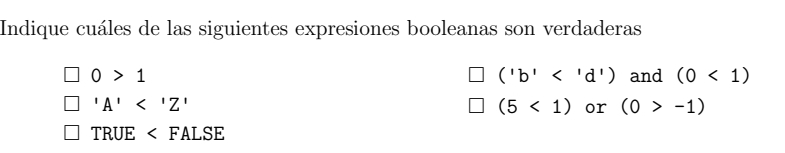 Indique cuáles de las siguientes expresiones booleanas son verdaderas
☐ 0 > 1
☐ 'A' < 'Z'
☐ TRUE < FALSE
☐ ('b' < 'd') and (0 < 1)
☐ (5 < 1) or (0 > -1)